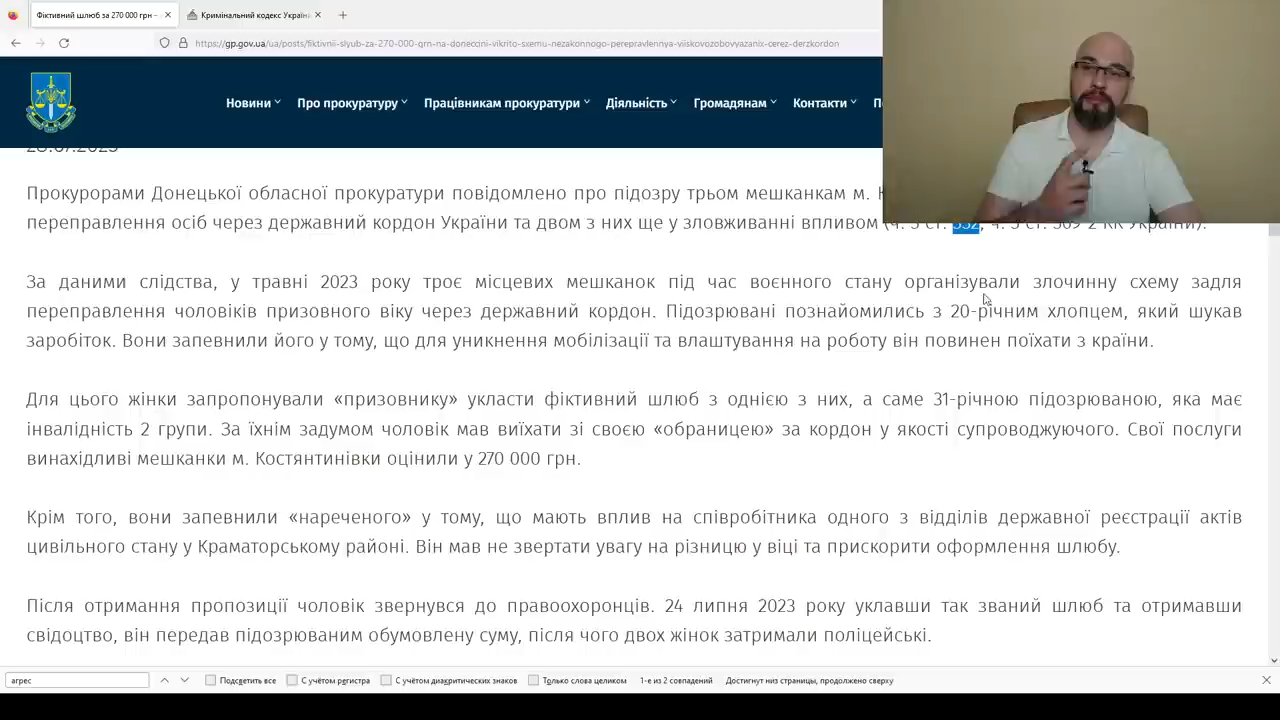 Фіктивний шлюб за 270 000 грн –
Кримінальний кодекс Україн
https://gp.gov.ua/ua/posts/fiktivnii-slyub-za-270-000-grn-na-doneccini-vikrito-sxemu-nezakonnogo-perepravlennya-viiskovozobovyazanix-cerez-derzkordon
Новини Про прокуратуру Працівникам прокуратури Діяльність Громадянам Контакти
Прокурорами Донецької обласної прокуратури повідомлено про підозру трьом мешканкам м.
переправлення осіб через державний кордон України та двом з них ще у зловживанні впливом (ч. 3 ст. 332, ч. 3 ст. 369-2 КК України).
За даними слідства, у травні 2023 року троє місцевих мешканок під час воєнного стану організували злочинну схему задля
переправлення чоловіків призовного віку через державний кордон. Підозрювані познайомились з 20-річним хлопцем, який шукав
заробіток. Вони запевнили його у тому, що для уникнення мобілізації та влаштування на роботу він повинен поїхати з країни.
Для цього жінки запропонували «призовнику» укласти фіктивний шлюб з однією з них, а саме 31-річною підозрюваною, яка має
інвалідність 2 групи. За їхнім задумом чоловік мав виїхати зі своєю «обраницею» за кордон у якості супроводжуючого. Свої послуги
винахідливі мешканки м. Костянтинівки оцінили у 270 000 грн.
Крім того, вони запевнили «нареченого» у тому, що мають вплив на співробітника одного з відділів державної реєстрації актів
цивільного стану у Краматорському районі. Він мав не звертати увагу на різницю у віці та прискорити оформлення шлюбу.
Після отримання пропозиції чоловік звернувся до правоохоронців. 24 липня 2023 року уклавши так званий шлюб та отримавши
свідоцтво, він передав підозрюваним обумовлену суму, після чого двох жінок затримали поліцейські.
агрес Подсветить все С учётом регистра С учётом диакритических знаков Только слова целиком 1-е из 2 совпадений Достигнут низ страницы, продолжено сверху